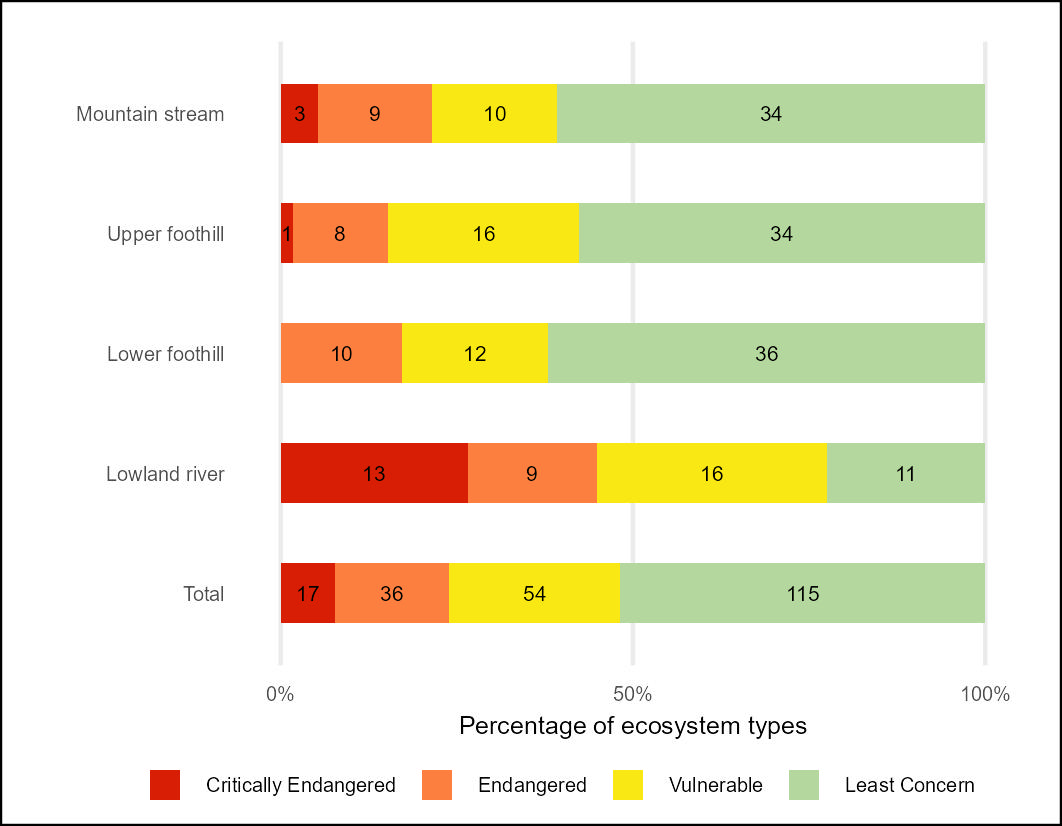 Mountain stream 3 9 10 34
Upper foothill 1 8 16 34
Lower foothill 10 12 36
Lowland river 13 9 16 11
Total 17 36 54 115
0% 50% 100%
Percentage of ecosystem types
Critically Endangered Endangered Vulnerable Least Concern